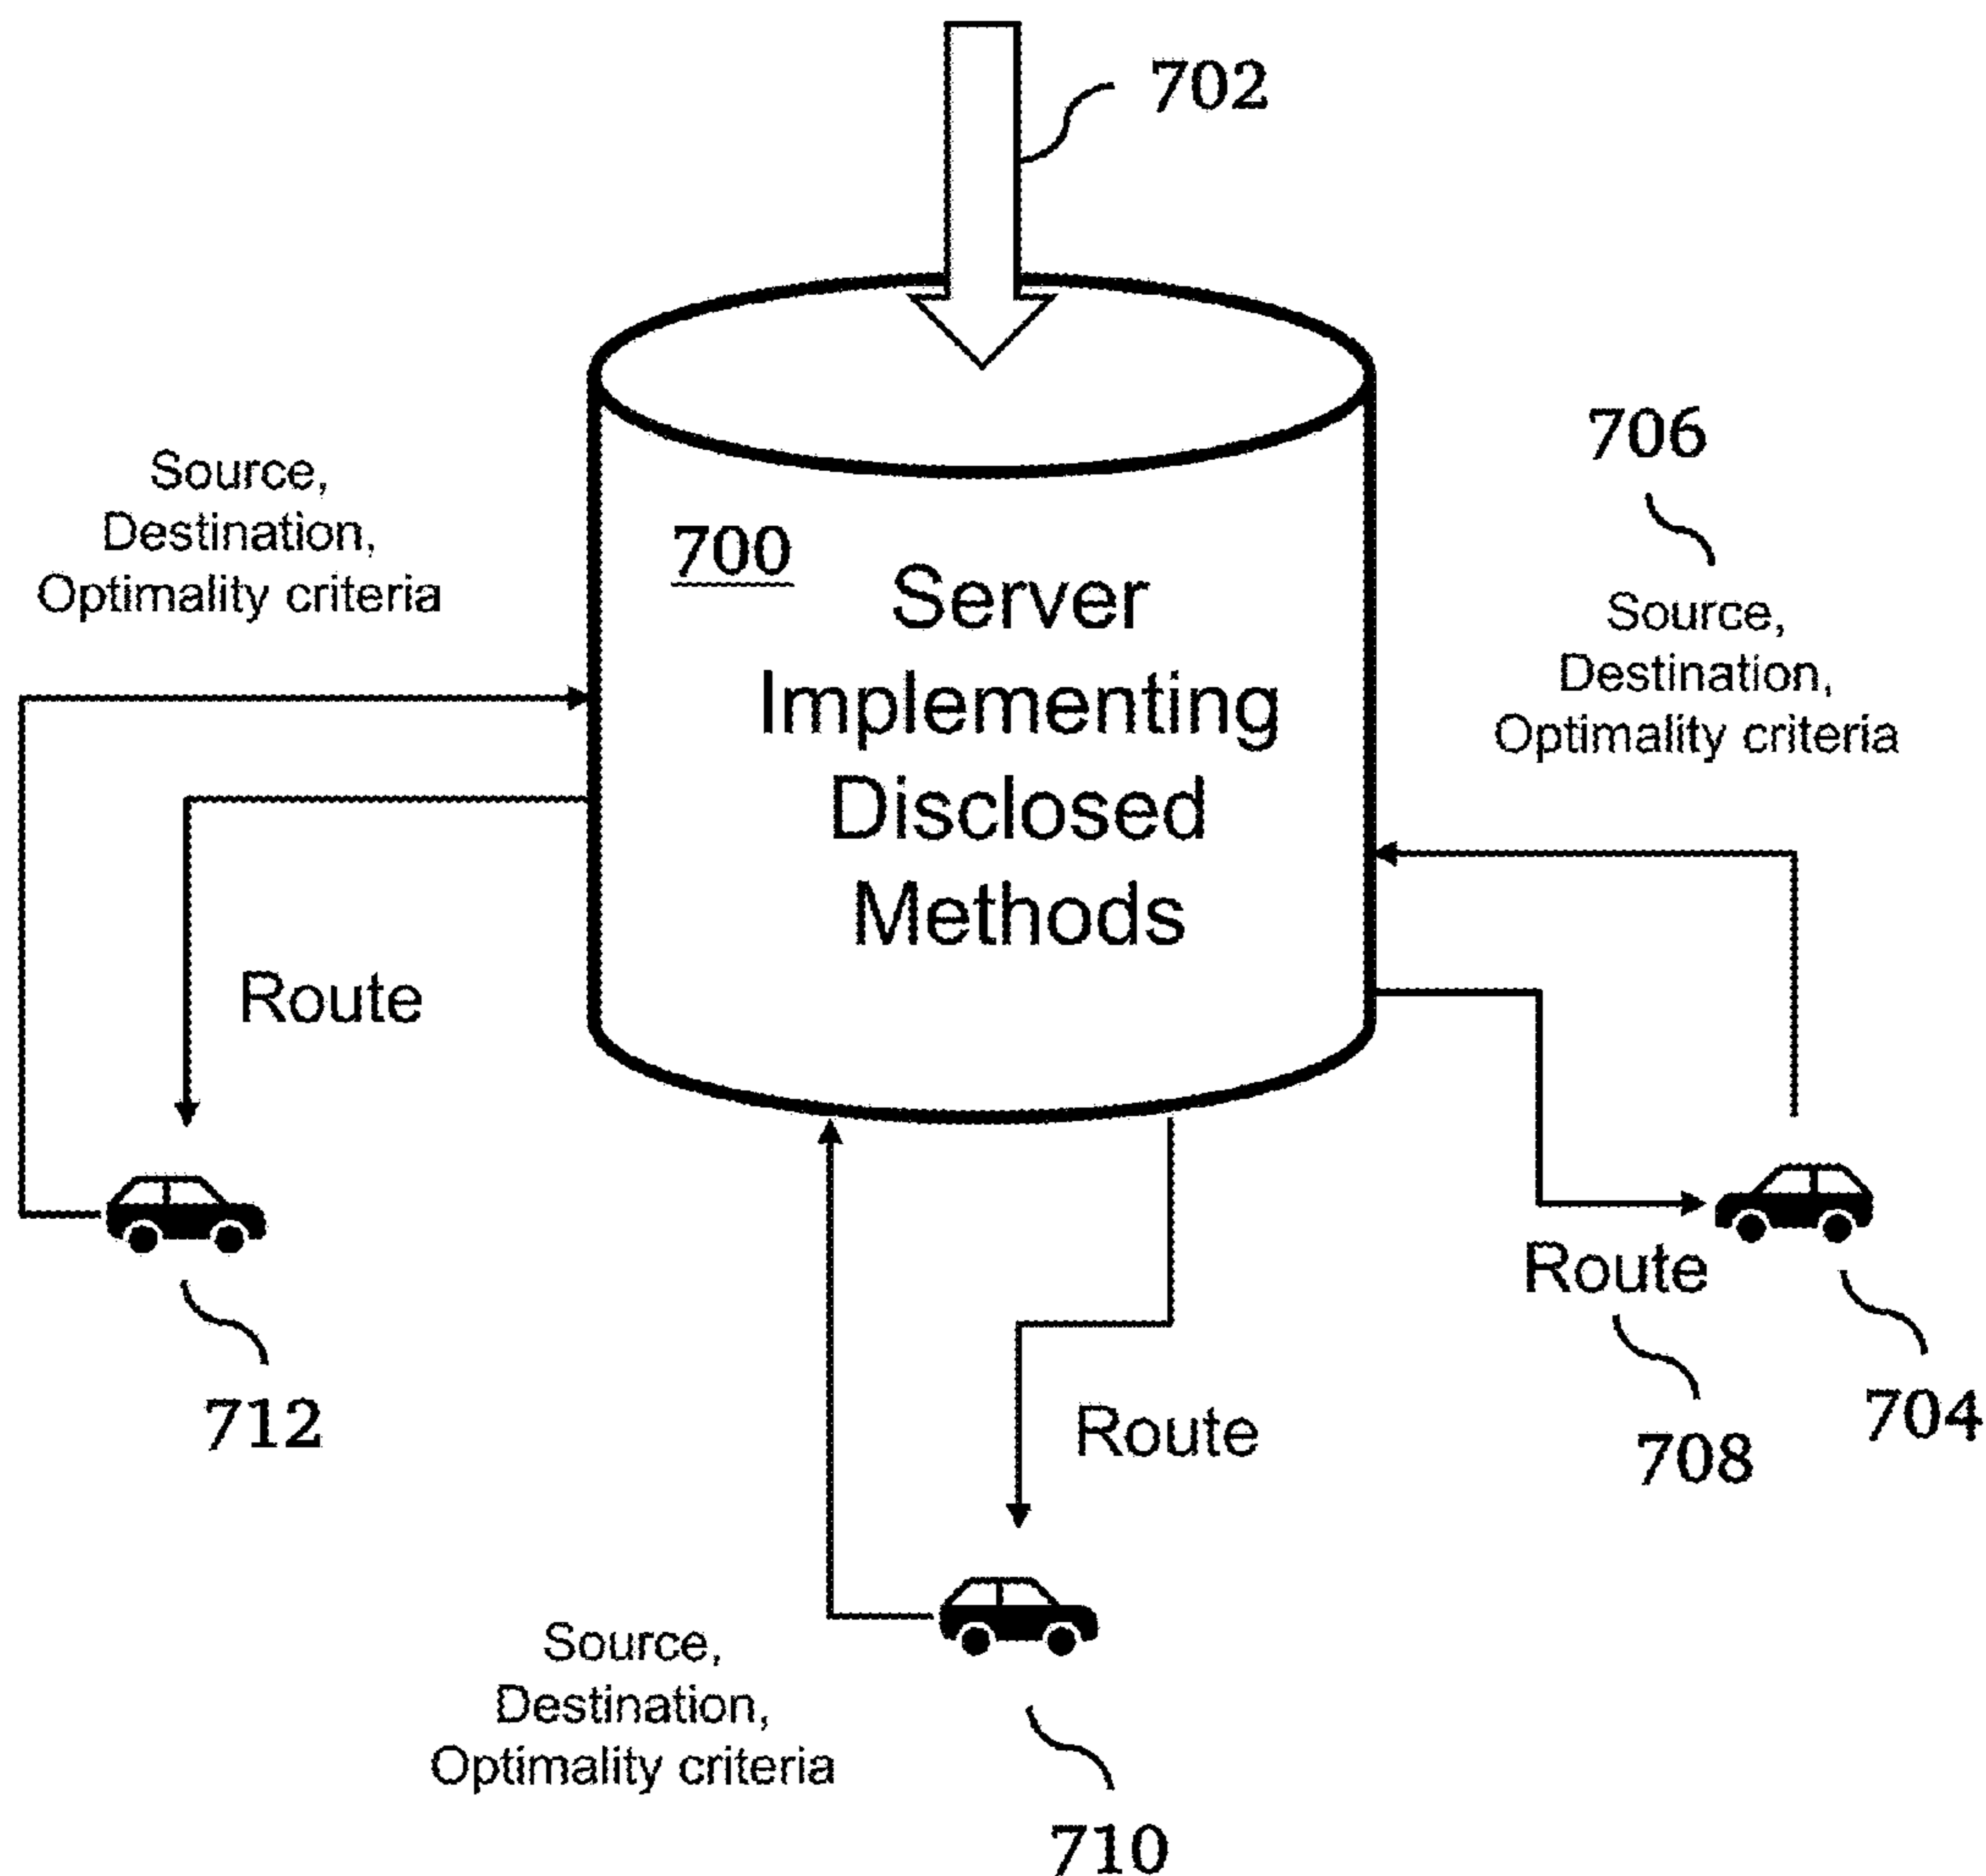 702
706
Source,
Destination,
Optimality criteria
700
Server
Implementing
Disclosed
Methods
Source,
Destination,
Optimality criteria
Route
Route
712
704
708
Route
Source,
Destination,
Optimality criteria
710